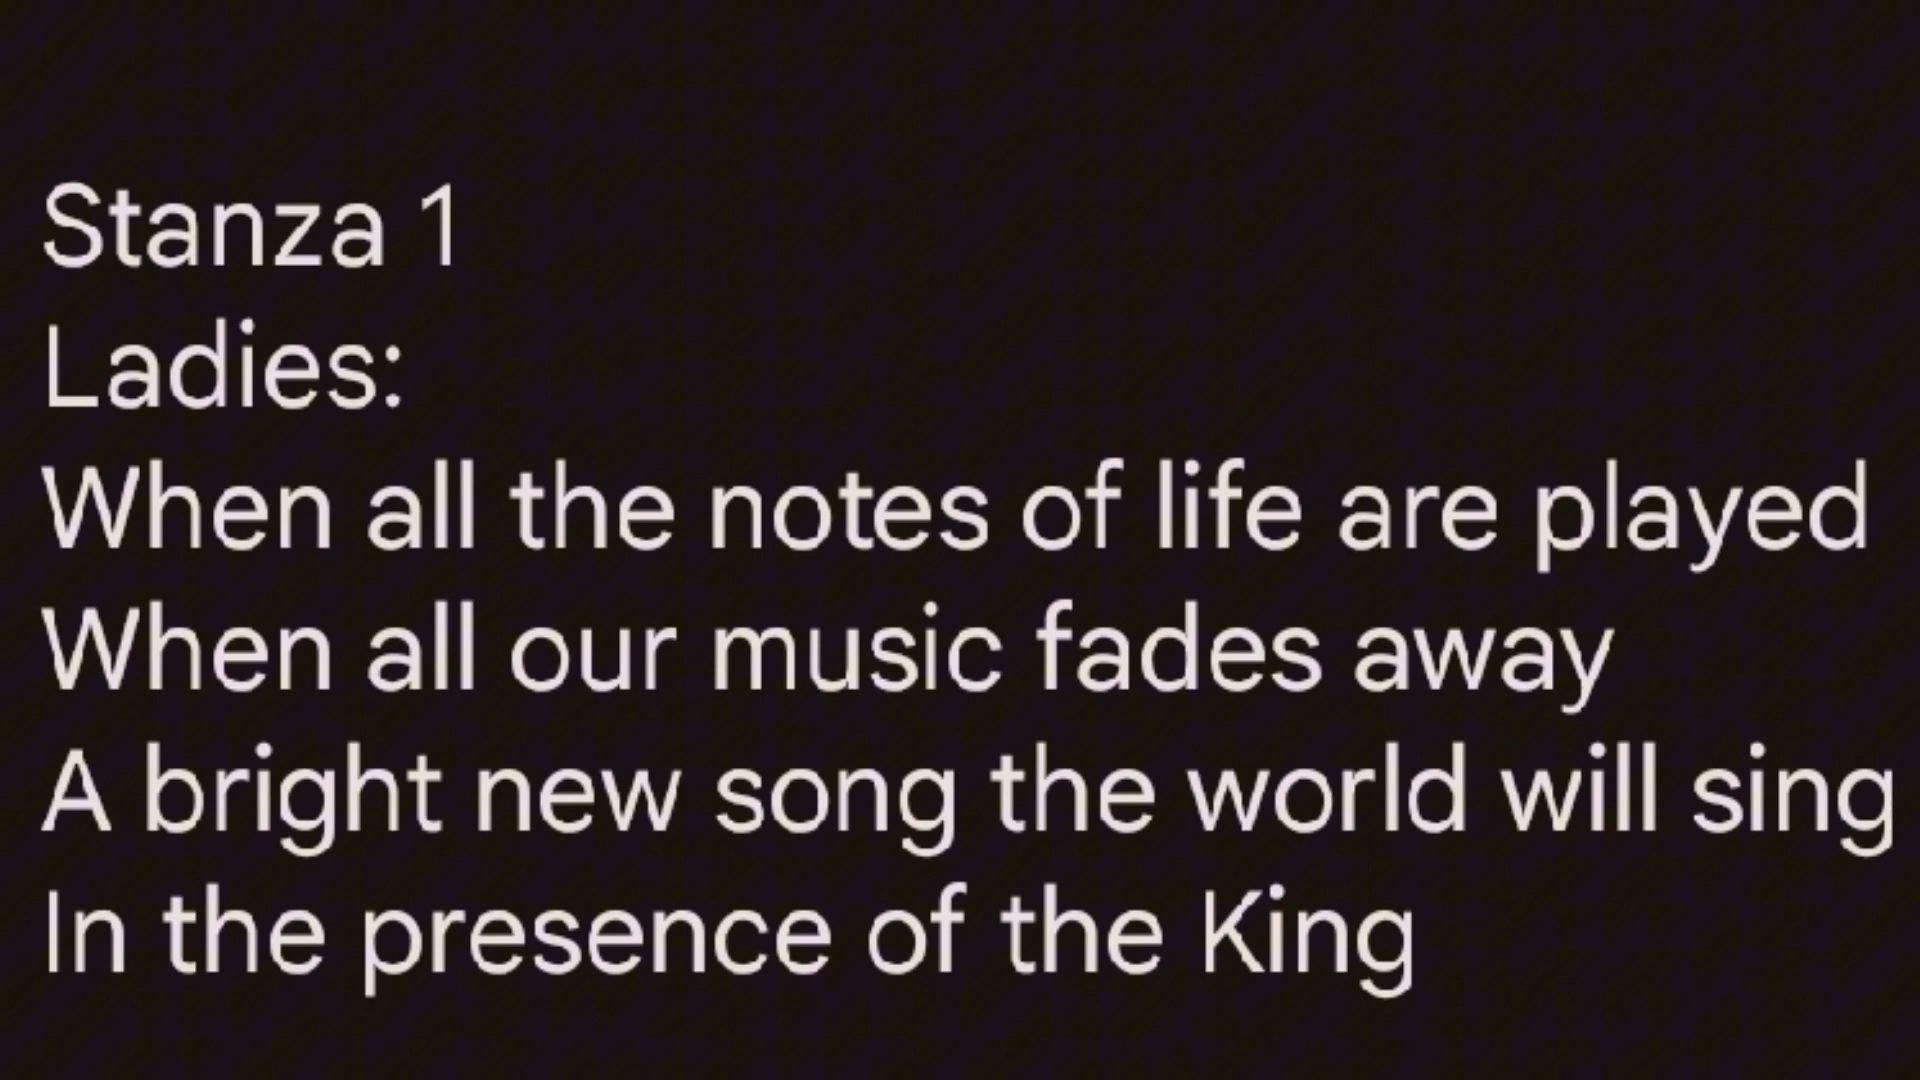 Stanza 1
Ladies:
When all the notes of life are played
When all our music fades away
A bright new song the world will sing
In the presence of the King